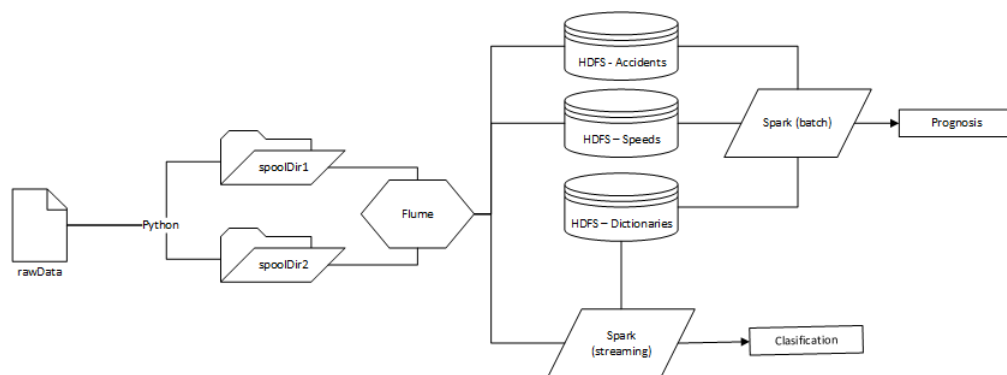 rawData
Python
spoolDir1
spoolDir2
Flume
HDFS - Accidents
HDFS – Speeds
HDFS – Dictionaries
Spark (batch)
Prognosis
Spark
(streaming)
Clasification